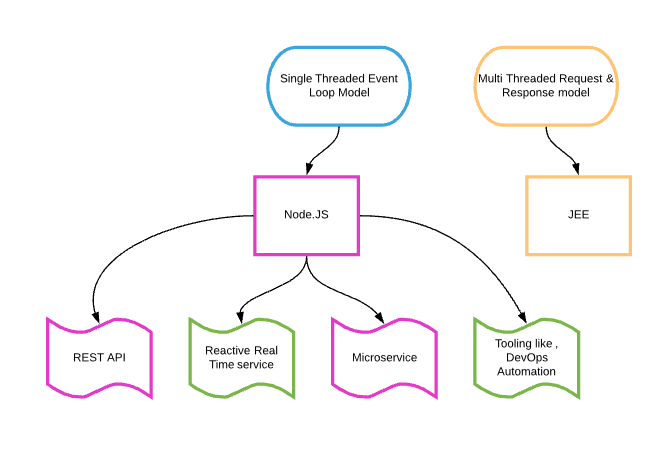 Single Threaded Event
Loop Model
Multi Threaded Request &
Response model
Node.JS
JEE
REST API
Reactive Real
Time service
Microservice
Tooling like ,
DevOps
Automation